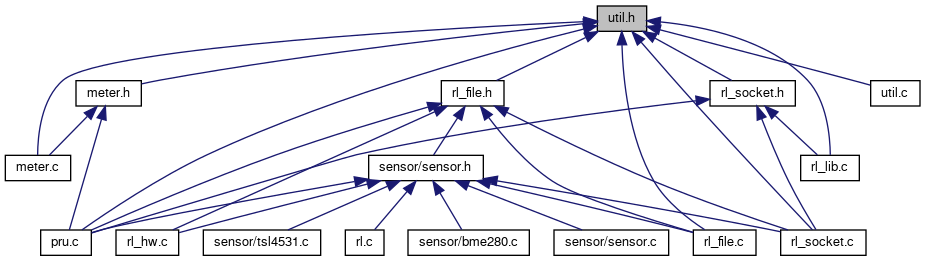 util.h
meter.h
rl_file.h
rl_socket.h
util.c
meter.c
sensor/sensor.h
rl_lib.c
pru.c
rl_hw.c
sensor/tsl4531.c
rl.c
sensor/bme280.c
sensor/sensor.c
rl_file.c
rl_socket.c